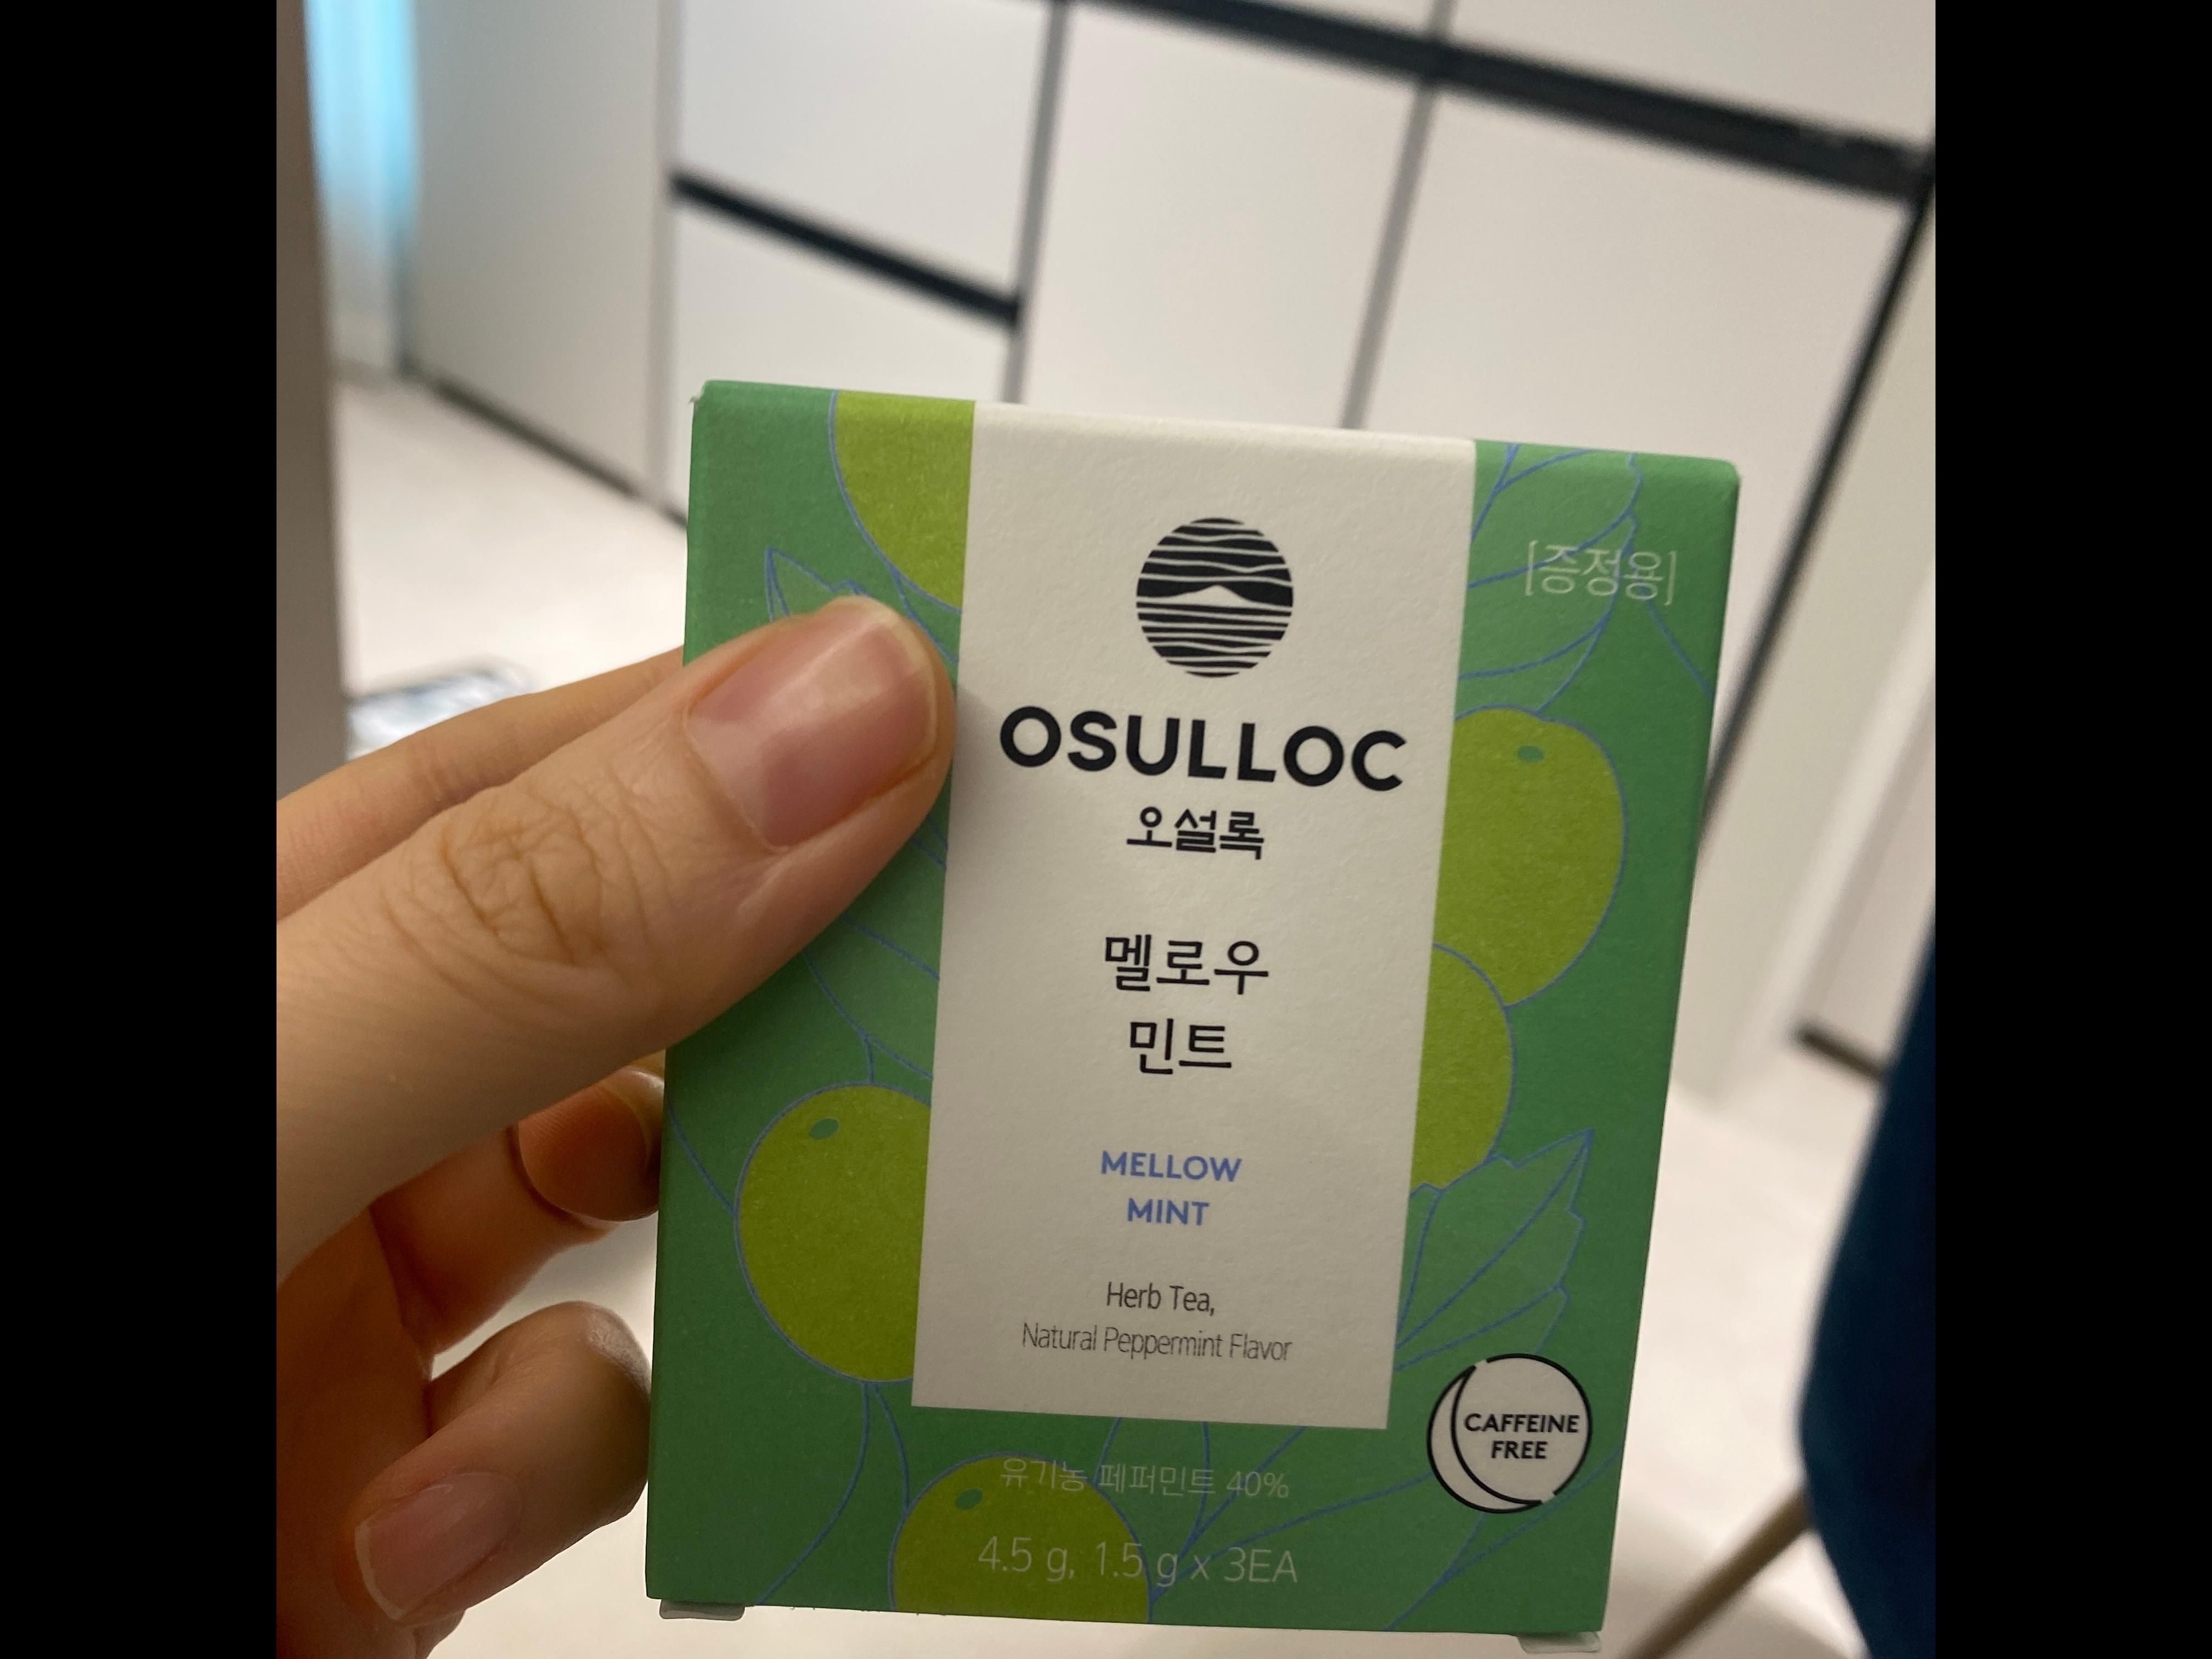 [증정용]
OSULLOC
오설록
멜로우
민트
MELLOW
MINT
Herb Tea,
Natural Peppermint Flavor
CAFFEINE
FREE
유기농 페퍼민트 40%
4.5 g, 1.5 g x 3EA